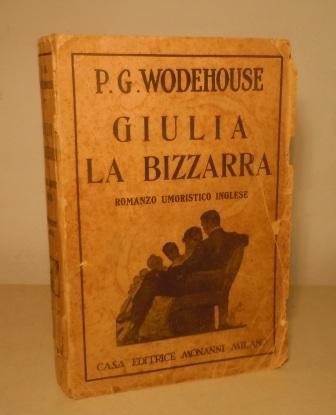 P.G.WODEHOUSE
GIULIA
LA BIZZARRA
ROMANZO UMORISTICO INGLESE
CASA EDITRICE MONANNI MILANO